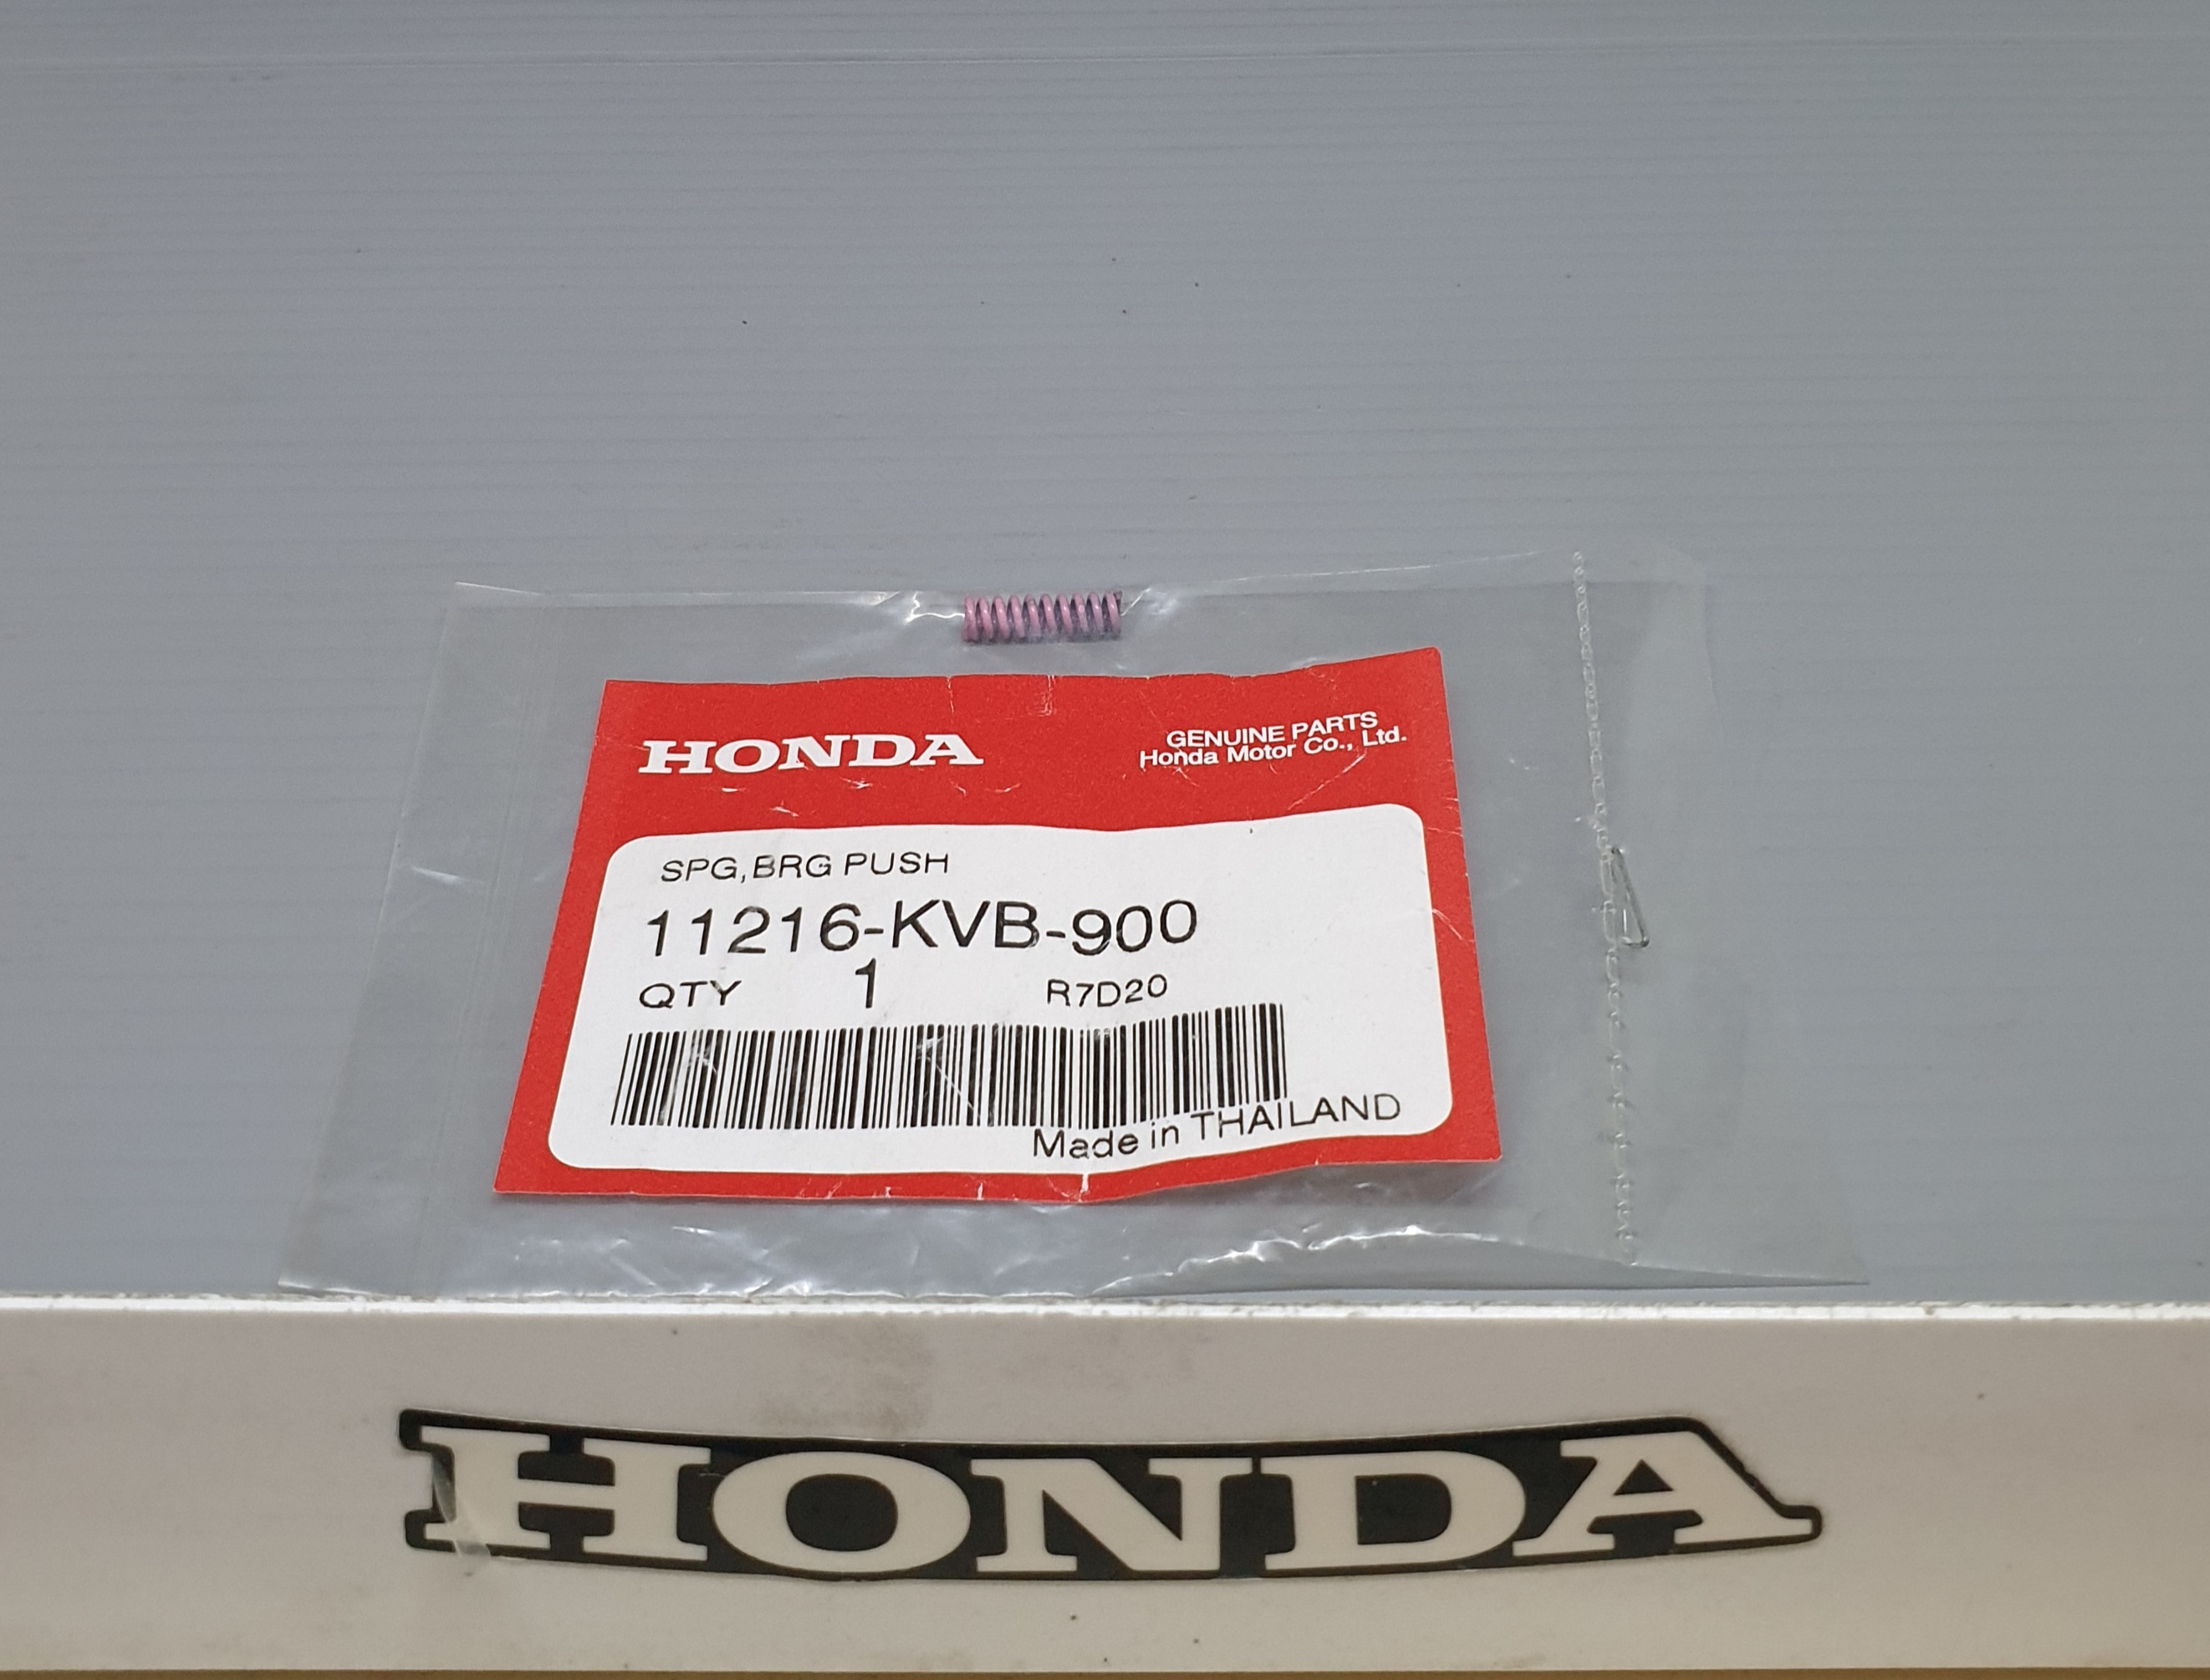 HONDA
GENUINE PARTS
Honda Motor Co., Ltd.
SPG,BRG PUSH
11216-KVB-900
QTY 1 R7D20
Made in THAILAND
HONDA